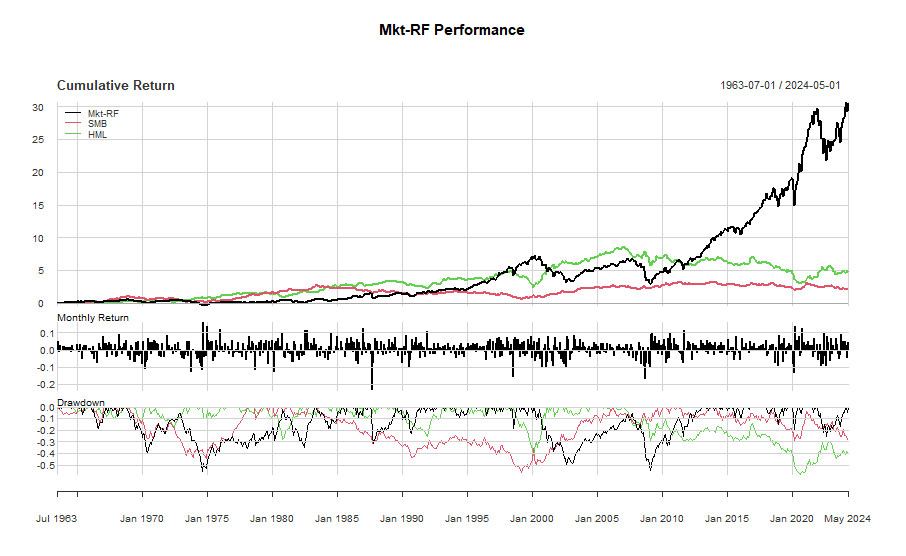 Mkt-RF Performance
Cumulative Return 1963-07-01 / 2024-05-01
30
25
20
15
10
5
0
Mkt-RF
SMB
HML
Monthly Return
0.1
0.0
-0.1
-0.2
Drawdown
0.0
-0.1
-0.2
-0.3
-0.4
-0.5
Jul 1963 Jan 1970 Jan 1975 Jan 1980 Jan 1985 Jan 1990 Jan 1995 Jan 2000 Jan 2005 Jan 2010 Jan 2015 Jan 2020 May 2024